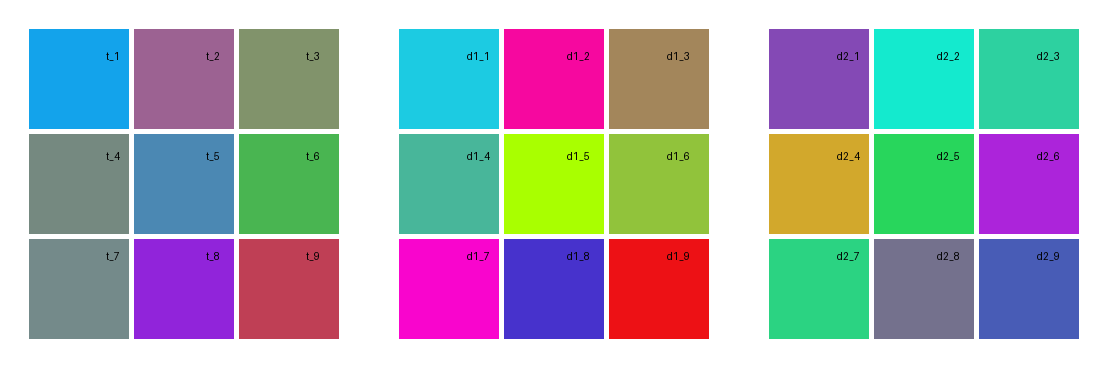 t_1 t_2 t_3 d1_1 d1_2 d1_3 d2_1 d2_2 d2_3
t_4 t_5 t_6 d1_4 d1_5 d1_6 d2_4 d2_5 d2_6
t_7 t_8 t_9 d1_7 d1_8 d1_9 d2_7 d2_8 d2_9